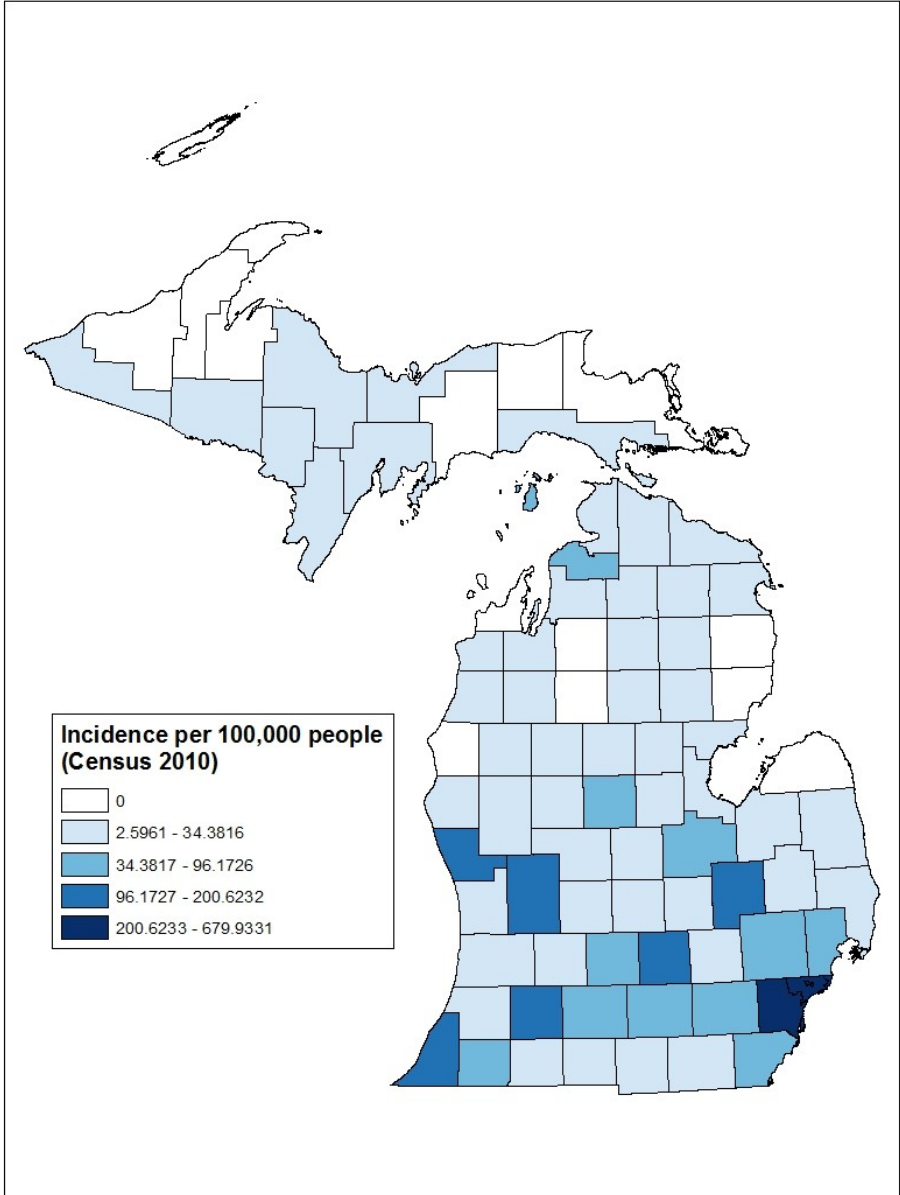 Incidence per 100,000 people
(Census 2010)
0
2.5961 - 34.3816
34.3817 - 96.1726
96.1727 - 200.6232
200.6233 - 679.9331